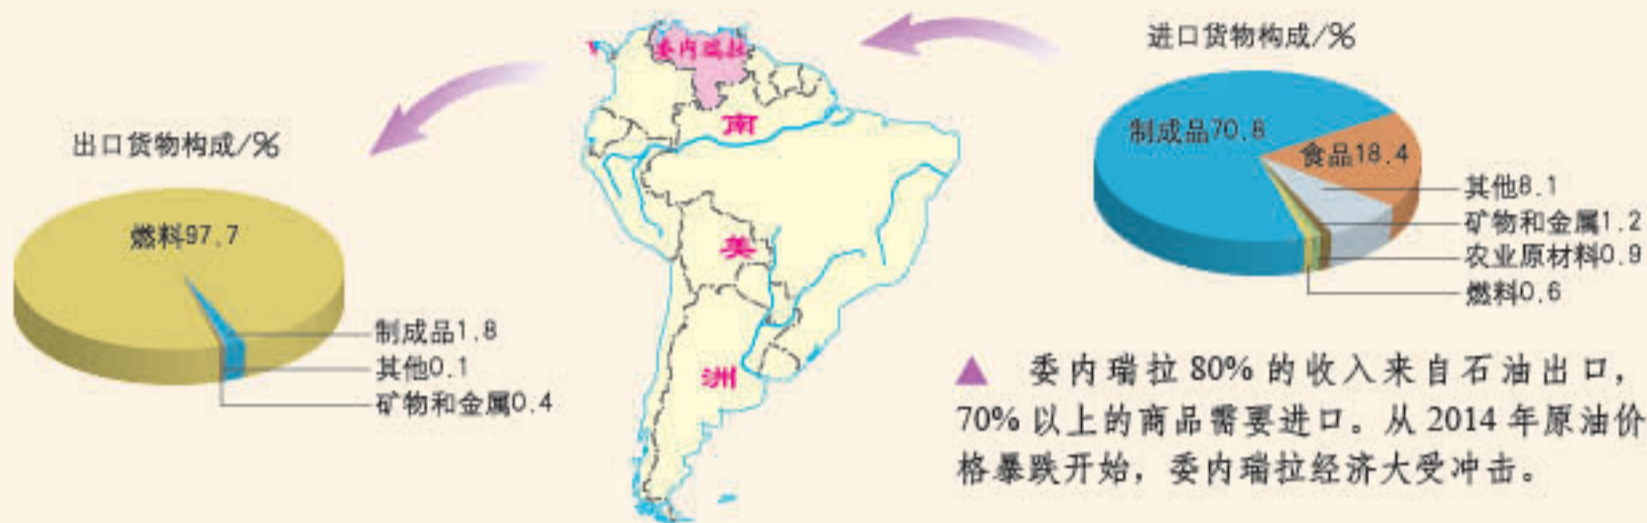 出口货物构成/%
燃料97.7
制成品1.8
其他0.1
矿物和金属0.4
委内瑞拉
南
美
洲
进口货物构成/%
制成品70.8
食品18.4
其他8.1
矿物和金属1.2
农业原材料0.9
燃料0.6
▲ 委内瑞拉 80% 的收入来自石油出口，
70% 以上的商品需要进口。从 2014 年原油价
格暴跌开始，委内瑞拉经济大受冲击。